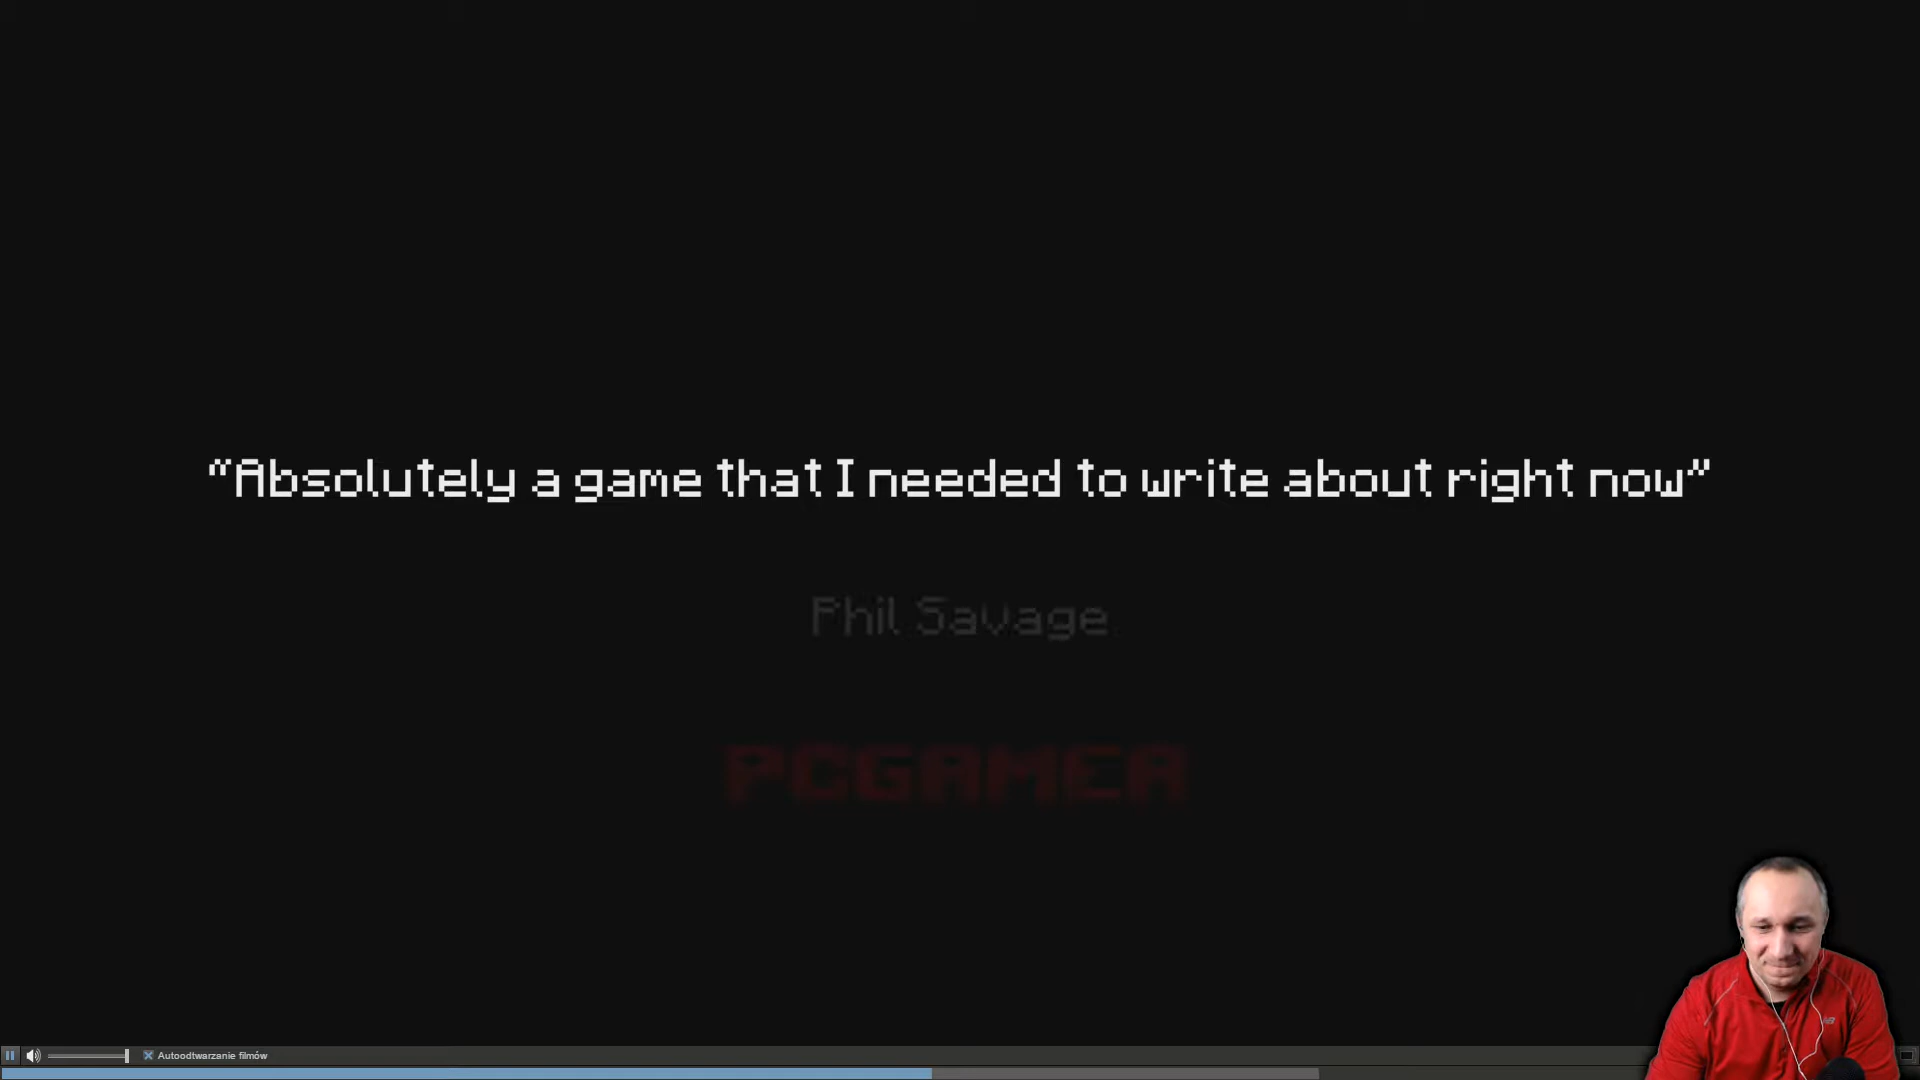 "Absolutely a game that I needed to write about right now"
Phil Savage
PCGAMER
Autoodtwarzanie filmów